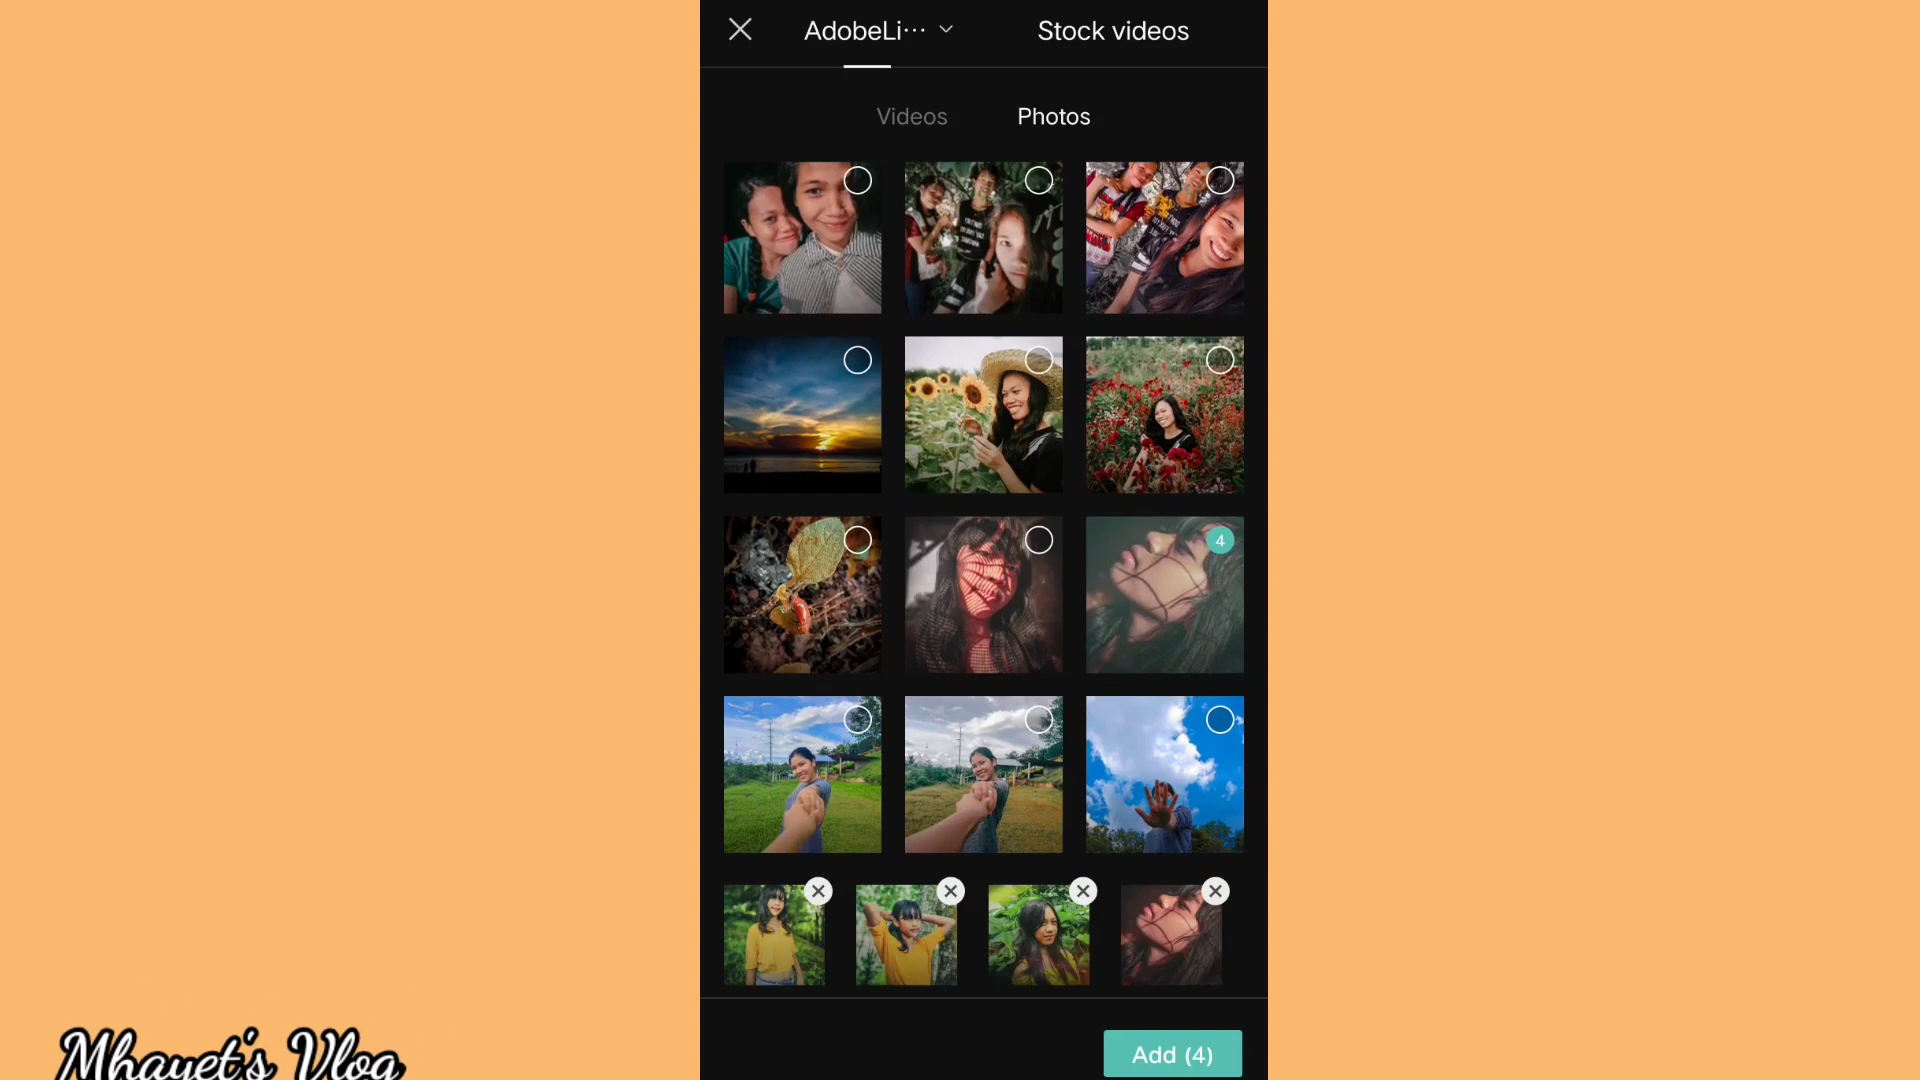 AdobeLi... Stock videos
Videos Photos
4
Add (4)
Mhayet's Vlog